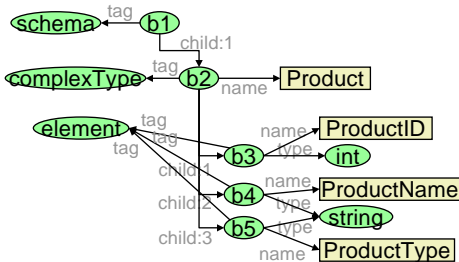 schema tag b1
child:1
complexType tag b2 name Product
element tag tag tag
name ProductID
b3 type int
child:1
name ProductName
b4 type
child:2
string
b5 type
child:3
name ProductType